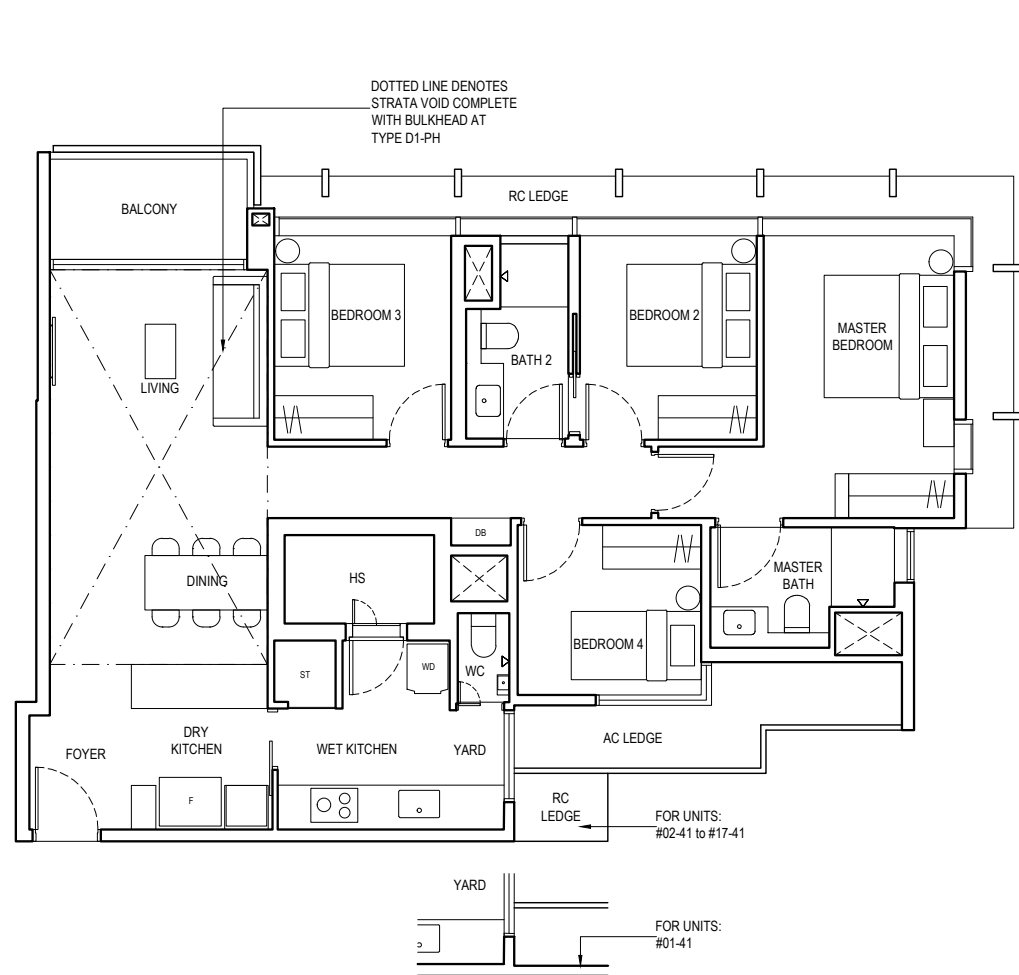 DOTTED LINE DENOTES
STRATA VOID COMPLETE
WITH BULKHEAD AT
TYPE D1-PH
RC LEDGE
BALCONY
BEDROOM 3
BEDROOM 2
MASTER
BEDROOM
BATH 2
LIVING
DB
DINING
HS
MASTER
BATH
BEDROOM 4
ST
WD
WC
DRY
KITCHEN
FOYER
WET KITCHEN
YARD
AC LEDGE
F
RC
LEDGE
FOR UNITS:
#02-41 to #17-41
YARD
FOR UNITS:
#01-41